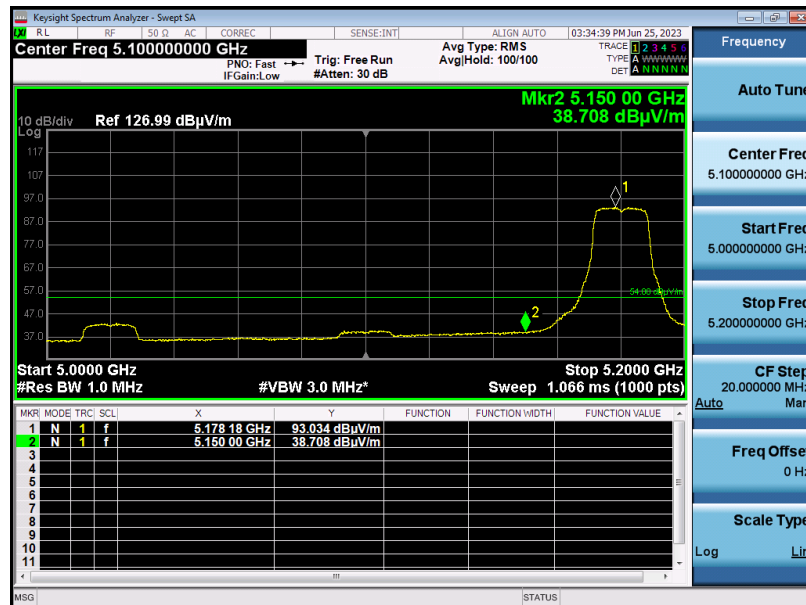 Keysight Spectrum Analyzer - Swept SA
LXI RL RF 50 Ω AC CORREC SENSE:INT ALIGN AUTO 03:34:39 PM Jun 25, 2023
Center Freq 5.100000000 GHz
PNO: Fast
IFGain:Low
Trig: Free Run
#Atten: 30 dB
Avg Type: RMS
Avg|Hold: 100/100
TRACE 1 2 3 4 5 6
TYPE A WWWWW
DET A N N N N N
Mkr2 5.150 00 GHz
38.708 dBµV/m
10 dB/div Ref 126.99 dBµV/m
Log
117
107
97.0
87.0
77.0
67.0
57.0
47.0
37.0
1
2
54.00 dBµV/m
Start 5.0000 GHz Stop 5.2000 GHz
#Res BW 1.0 MHz #VBW 3.0 MHz* Sweep 1.066 ms (1000 pts)
MKR MODE TRC SCL X Y FUNCTION FUNCTION WIDTH FUNCTION VALUE
1 N 1 f 5.178 18 GHz 93.034 dBµV/m
2 N 1 f 5.150 00 GHz 38.708 dBµV/m
3
4
5
6
7
8
9
10
11
MSG STATUS
Frequency
Auto Tune
Center Freq
5.100000000 GHz
Start Freq
5.000000000 GHz
Stop Freq
5.200000000 GHz
CF Step
20.000000 MHz
Auto Man
Freq Offset
0 Hz
Scale Type
Log Lin